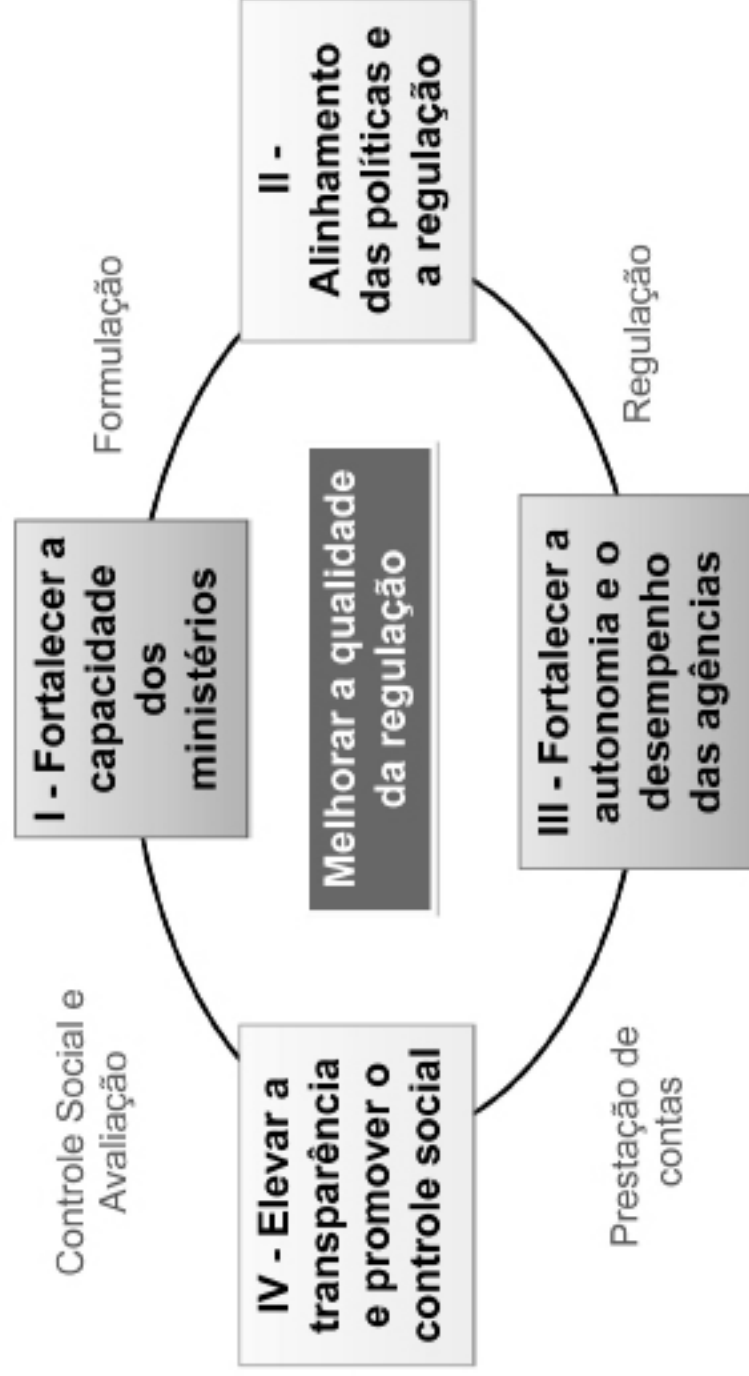 Controle Social e
Avaliação
Formulação
I - Fortalecer a
capacidade
dos
ministérios
IV - Elevar a
transparência
e promover o
controle social
Melhorar a qualidade
da regulação
II -
Alinhamento
das políticas e
a regulação
III - Fortalecer a
autonomia e o
desempenho
das agências
Prestação de
contas
Regulação